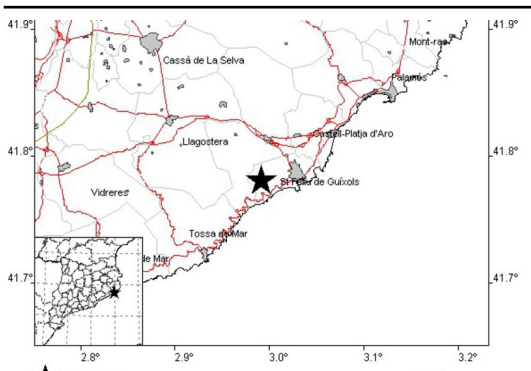 41.9°
41.9°
Mont-ras
Cassà de La Selva
Palamós
Castell-Platja d'Aro
Llagostera
41.8°
41.8°
St Feliu de Guíxols
Vidreres
Tossa de Mar
de Mar
41.7°
41.7°
2.8°
2.9°
3.0°
3.1°
3.2°